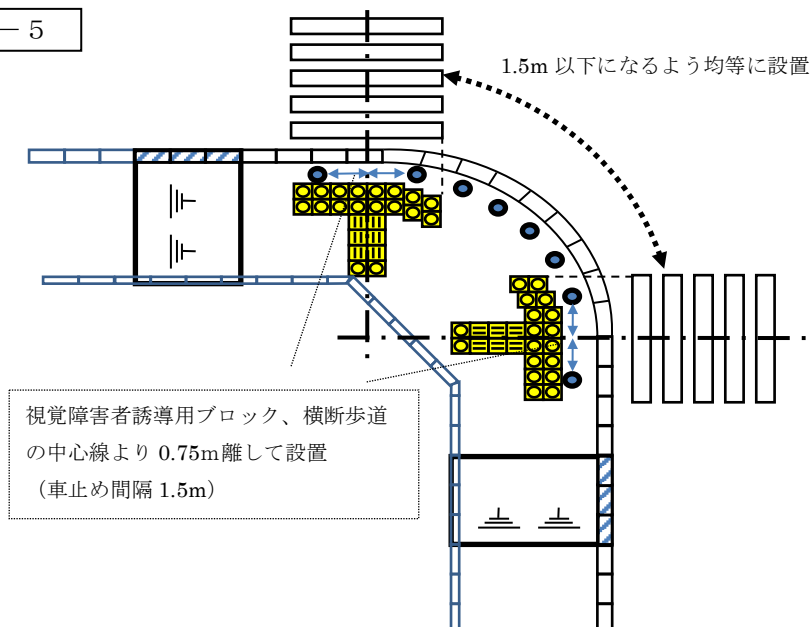 －５
1.5m 以下になるよう均等に設置
視覚障害者誘導用ブロック、横断歩道
の中心線より 0.75m離して設置
（車止め間隔 1.5m）